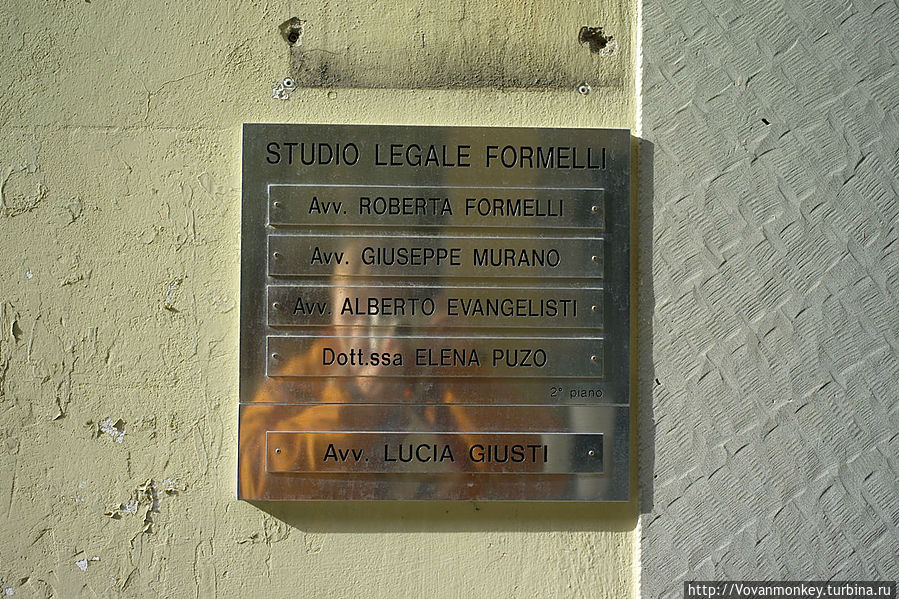 STUDIO LEGALE FORMELLI
Avv. ROBERTA FORMELLI
Avv. GIUSEPPE MURANO
Avv. ALBERTO EVANGELISTI
Dott.ssa ELENA PUZO
2° piano
Avv. LUCIA GIUSTI
http://Vovanmonkey.turbina.ru